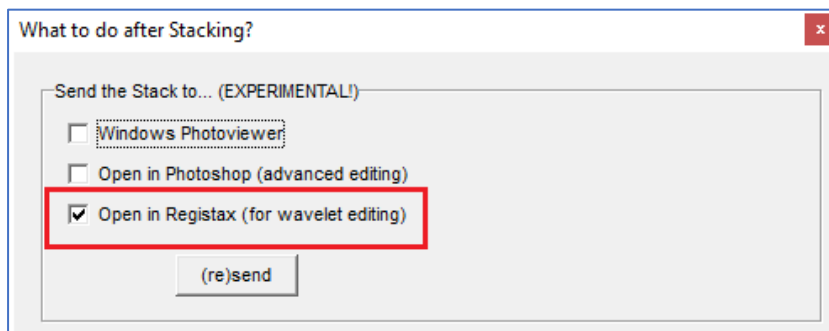 What to do after Stacking?
x
Send the Stack to... (EXPERIMENTAL!)
Windows Photoviewer
Open in Photoshop (advanced editing)
Open in Registax (for wavelet editing)
(re)send